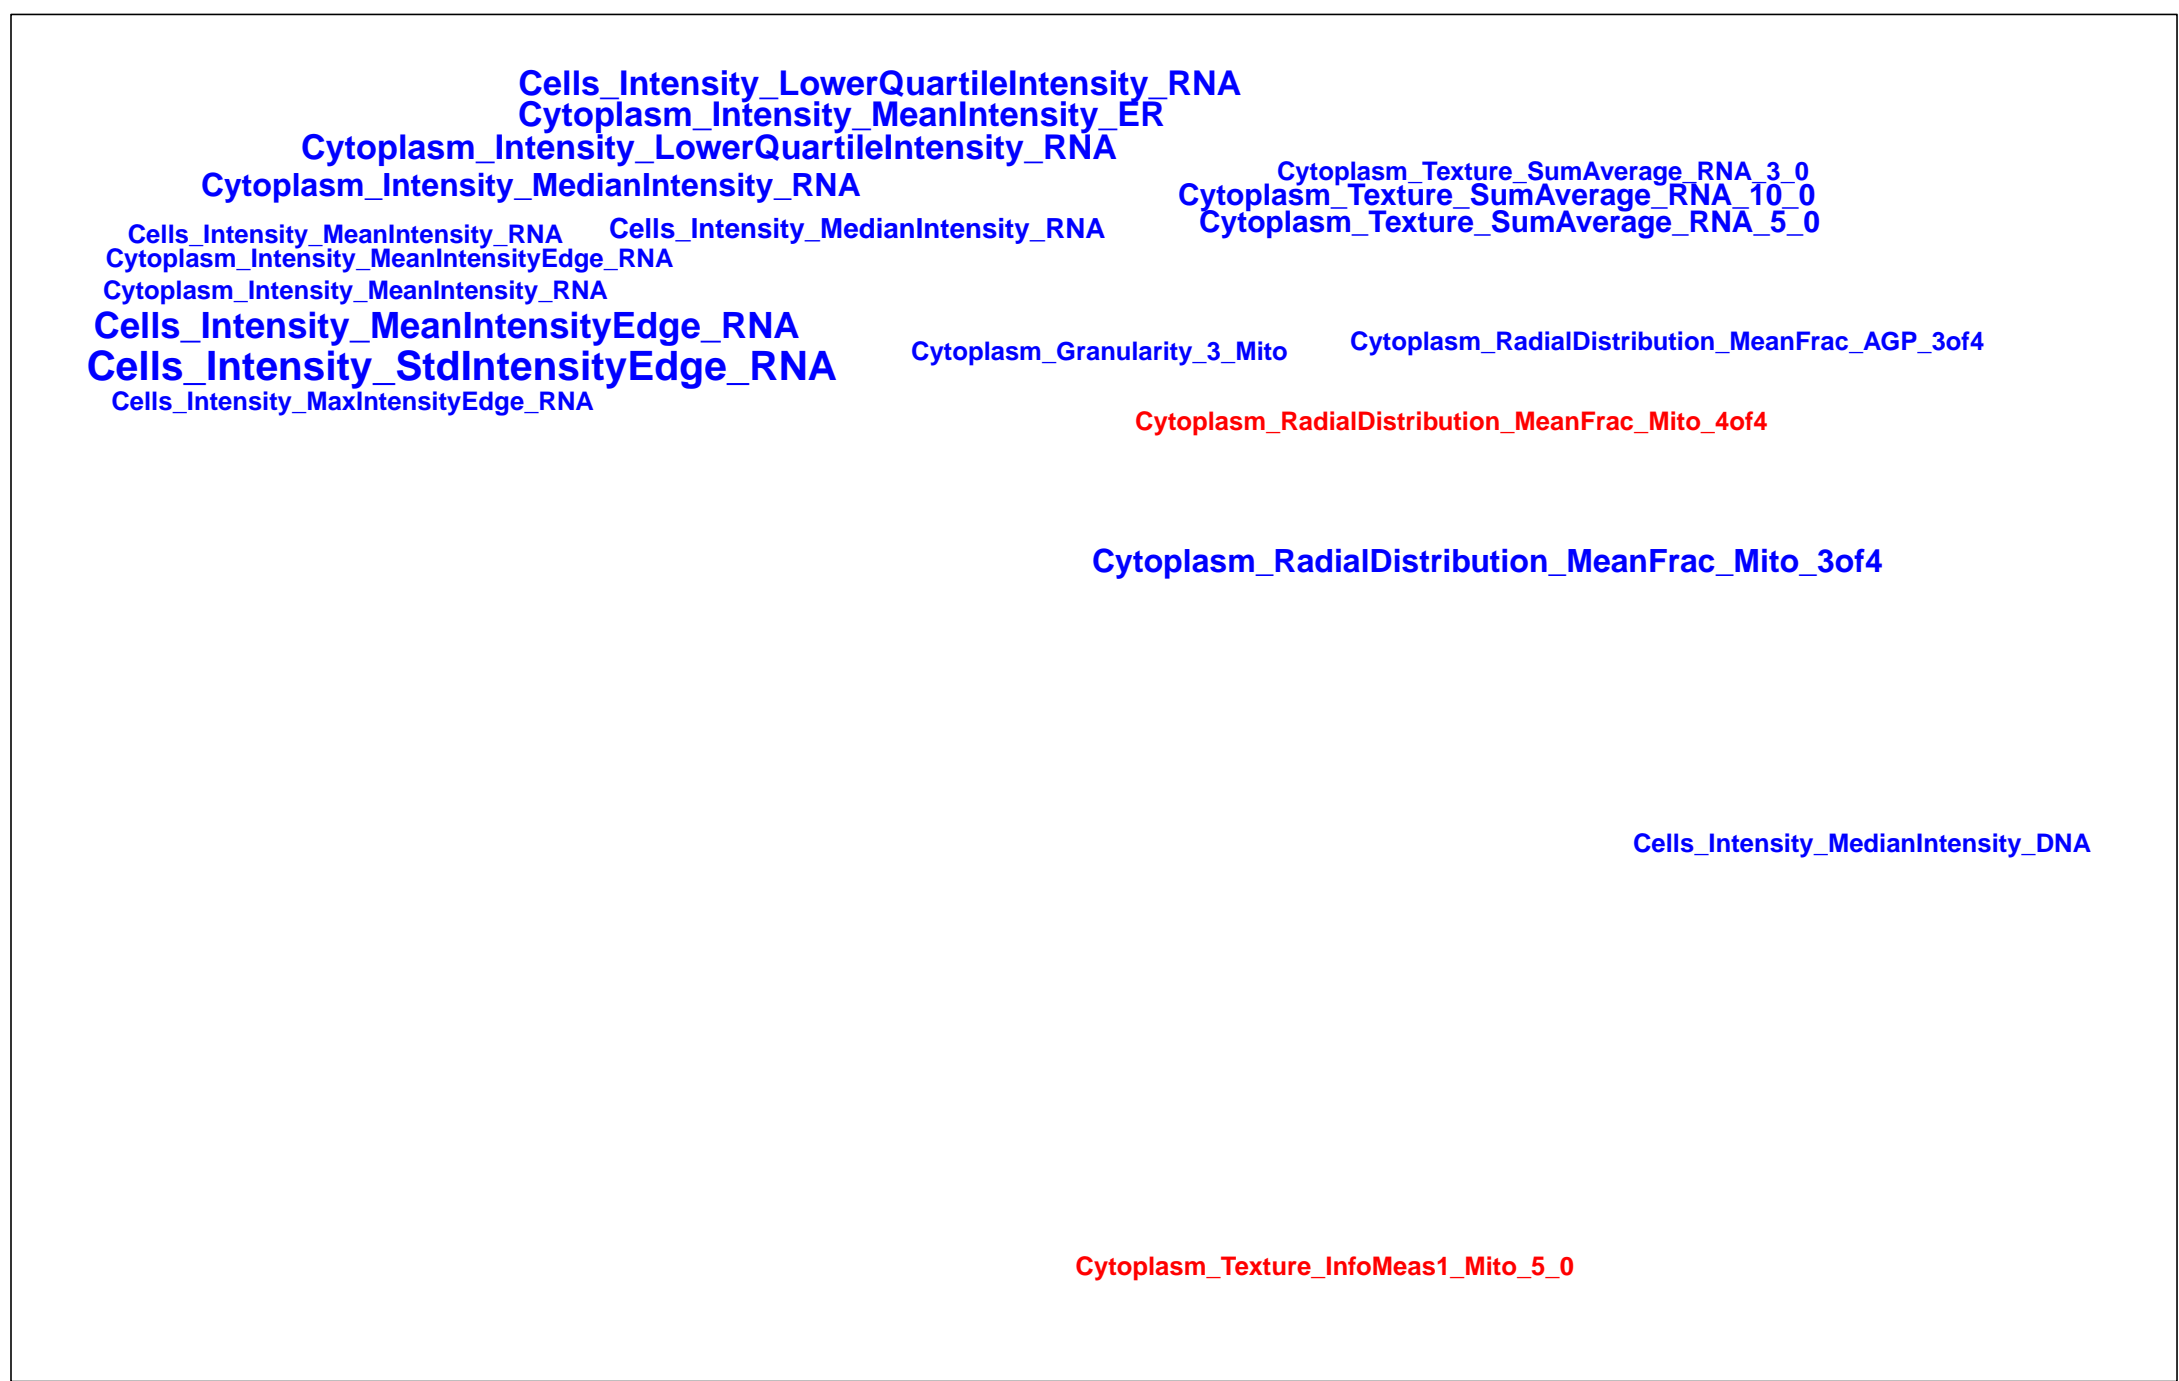 Cells_Intensity_LowerQuartileIntensity_RNA
Cytoplasm_Intensity_MeanIntensity_ER
Cytoplasm_Intensity_LowerQuartileIntensity_RNA
Cytoplasm_Texture_SumAverage_RNA_3_0
Cytoplasm_Intensity_MedianIntensity_RNA
Cytoplasm_Texture_SumAverage_RNA_10_0
Cytoplasm_Texture_SumAverage_RNA_5_0
Cells_Intensity_MeanIntensity_RNA
Cells_Intensity_MedianIntensity_RNA
Cytoplasm_Intensity_MeanIntensityEdge_RNA
Cytoplasm_Intensity_MeanIntensity_RNA
Cells_Intensity_MeanIntensityEdge_RNA
Cytoplasm_RadialDistribution_MeanFrac_AGP_3of4
Cytoplasm_Granularity_3_Mito
Cells_Intensity_StdIntensityEdge_RNA
Cells_Intensity_MaxIntensityEdge_RNA
Cytoplasm_RadialDistribution_MeanFrac_Mito_4of4
Cytoplasm_RadialDistribution_MeanFrac_Mito_3of4
Cells_Intensity_MedianIntensity_DNA
Cytoplasm_Texture_InfoMeas1_Mito_5_0